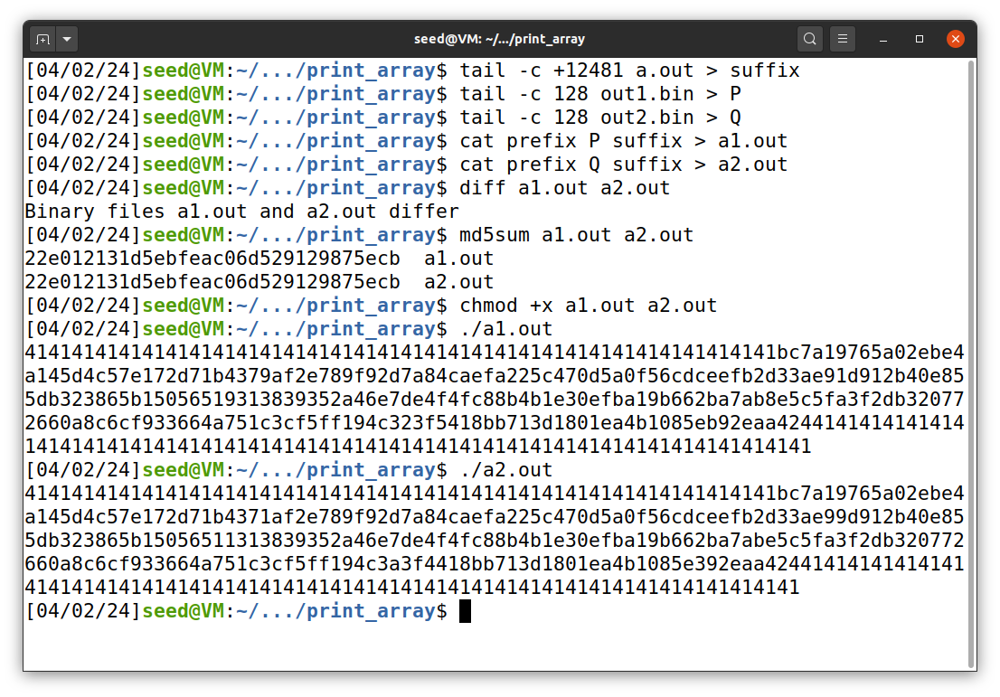 seed@VM: ~/.../print_array
[04/02/24]seed@VM:~/.../print_array$ tail -c +12481 a.out > suffix
[04/02/24]seed@VM:~/.../print_array$ tail -c 128 out1.bin > P
[04/02/24]seed@VM:~/.../print_array$ tail -c 128 out2.bin > Q
[04/02/24]seed@VM:~/.../print_array$ cat prefix P suffix > a1.out
[04/02/24]seed@VM:~/.../print_array$ cat prefix Q suffix > a2.out
[04/02/24]seed@VM:~/.../print_array$ diff a1.out a2.out
Binary files a1.out and a2.out differ
[04/02/24]seed@VM:~/.../print_array$ md5sum a1.out a2.out
22e012131d5ebfeac06d529129875ecb  a1.out
22e012131d5ebfeac06d529129875ecb  a2.out
[04/02/24]seed@VM:~/.../print_array$ chmod +x a1.out a2.out
[04/02/24]seed@VM:~/.../print_array$ ./a1.out
4141414141414141414141414141414141414141414141414141414141414141bc7a19765a02ebe4
a145d4c57e172d71b4379af2e789f92d7a84caefa225c470d5a0f56cdceefb2d33ae91d912b40e85
5db323865b15056519313839352a46e7de4f4fc88b4b1e30efba19b662ba7ab8e5c5fa3f2db32077
2660a8c6cf933664a751c3cf5ff194c323f5418bb713d1801ea4b1085eb92eaa4244141414141414
1414141414141414141414141414141414141414141414141414141414141414141
[04/02/24]seed@VM:~/.../print_array$ ./a2.out
4141414141414141414141414141414141414141414141414141414141414141bc7a19765a02ebe4
a145d4c57e172d71b4371af2e789f92d7a84caefa225c470d5a0f56cdceefb2d33ae99d912b40e85
5db323865b15056511313839352a46e7de4f4fc88b4b1e30efba19b662ba7abe5c5fa3f2db320772
660a8c6cf933664a751c3cf5ff194c3a3f4418bb713d1801ea4b1085e392eaa42441414141414141
414141414141414141414141414141414141414141414141414141414141414141
[04/02/24]seed@VM:~/.../print_array$